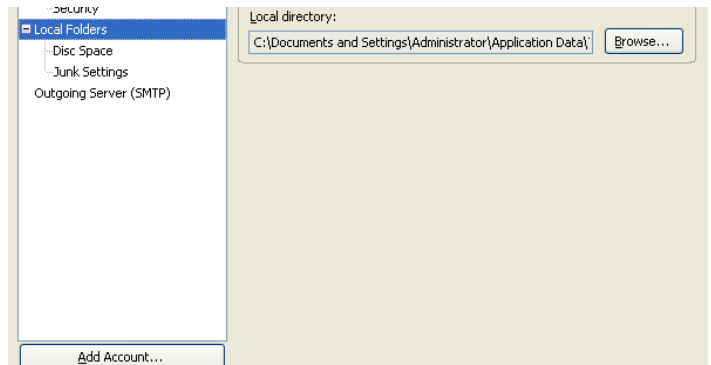 Security
Local Folders
Disc Space
Junk Settings
Outgoing Server (SMTP)
Add Account...
Local directory:
C:\Documents and Settings\Administrator\Application Data\
Browse...